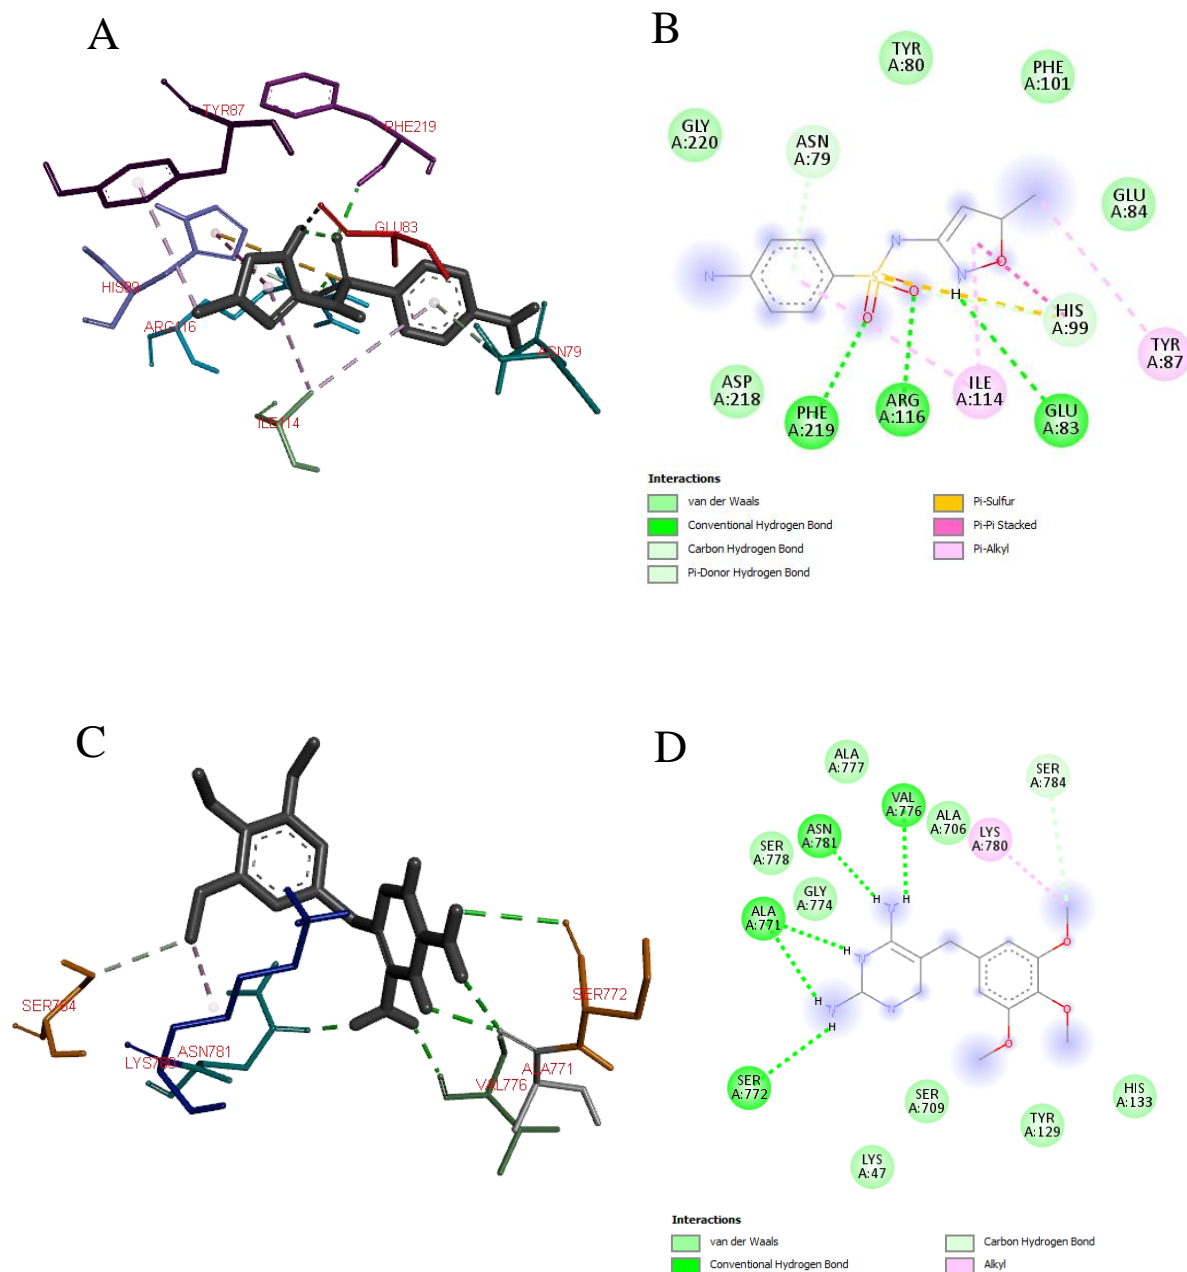 A
TYR87
PHE219
GLU83
HIS99
ARG116
ASN79
ILE114
B
TYR
A:80
PHE
A:101
GLY
A:220
ASN
A:79
GLU
A:84
N
N
S
O
O
N
H
O
HIS
A:99
TYR
A:87
ASP
A:218
PHE
A:219
ARG
A:116
ILE
A:114
GLU
A:83
Interactions
van der Waals
Conventional Hydrogen Bond
Carbon Hydrogen Bond
Pi-Donor Hydrogen Bond
Pi-Sulfur
Pi-Pi Stacked
Pi-Alkyl
C
SER784
LYS780
ASN781
SER772
ALA771
VAL776
D
ALA
A:777
VAL
A:776
SER
A:784
ASN
A:781
ALA
A:706
LYS
A:780
SER
A:778
GLY
A:774
ALA
A:771
H
N
H
H
N
H
N
H
N
O
O
O
SER
A:772
SER
A:709
TYR
A:129
HIS
A:133
LYS
A:47
Interactions
van der Waals
Conventional Hydrogen Bond
Carbon Hydrogen Bond
Alkyl